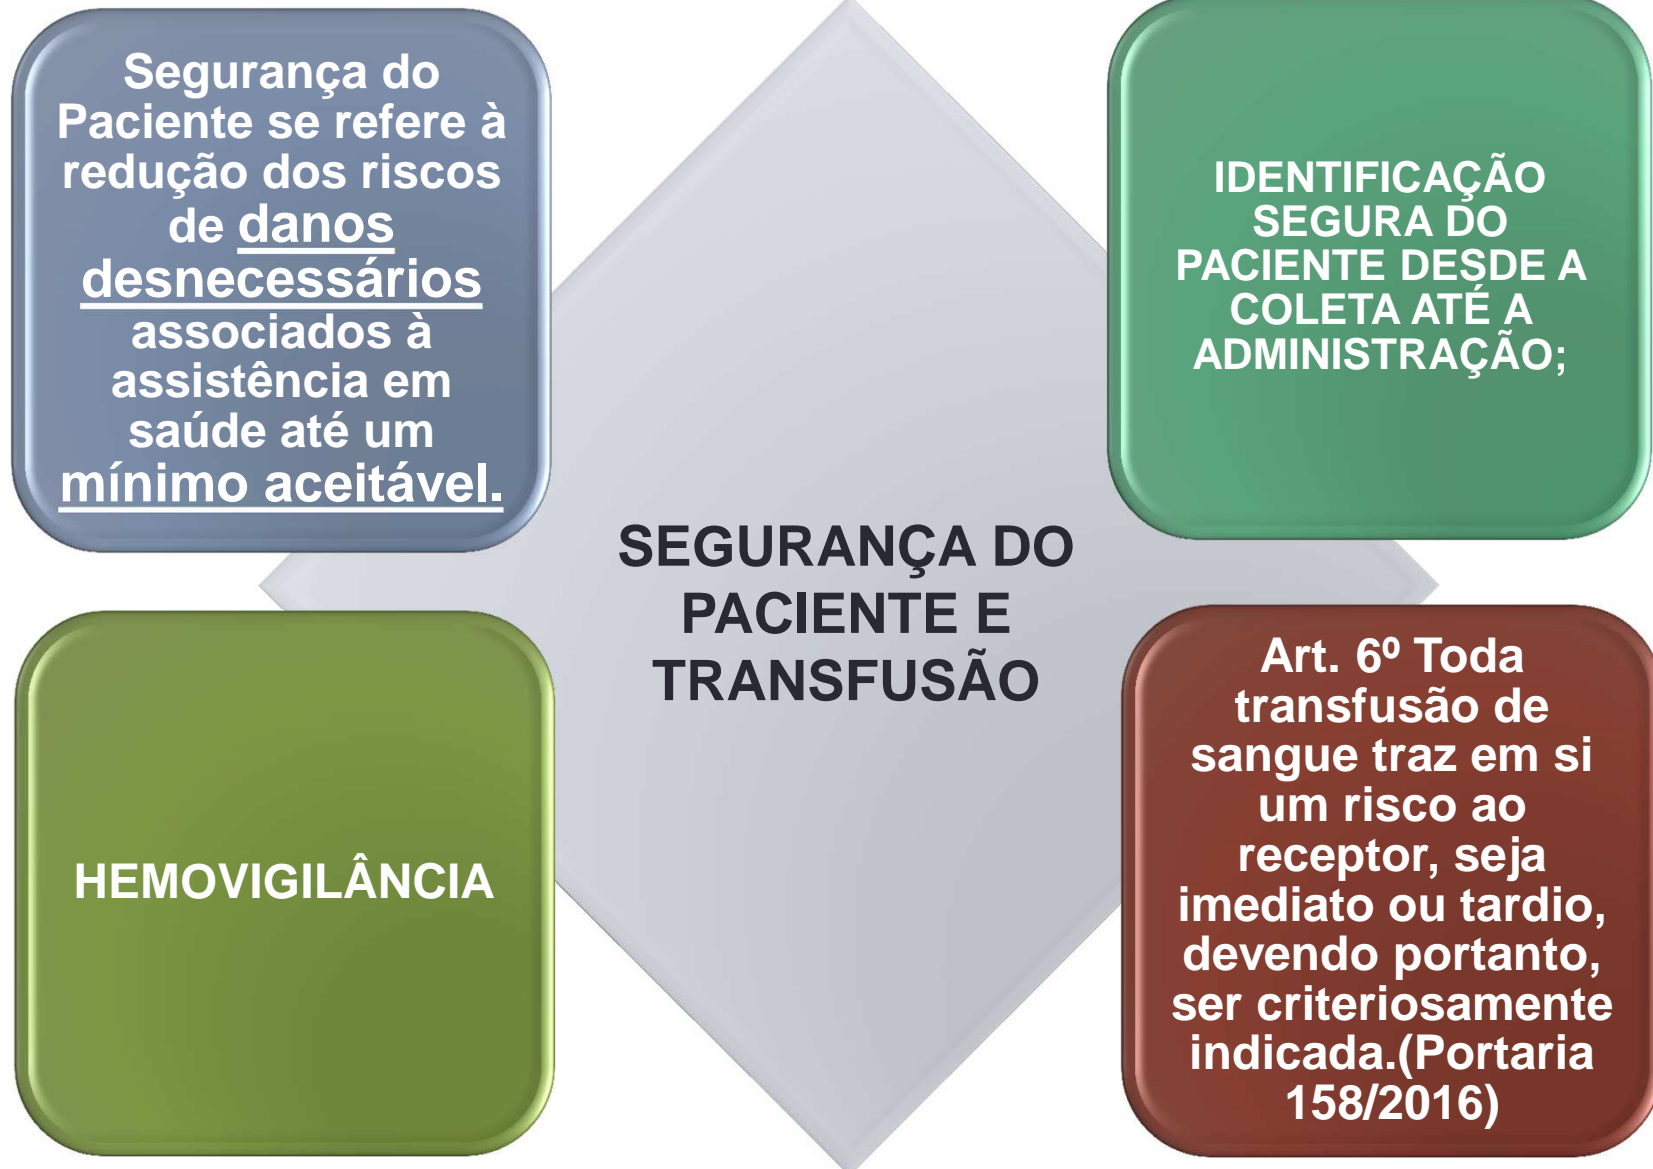 Segurança do
Paciente se refere à
redução dos riscos
de danos
desnecessários
associados à
assistência em
saúde até um
mínimo aceitável.
IDENTIFICAÇÃO
SEGURA DO
PACIENTE DESDE A
COLETA ATÉ A
ADMINISTRAÇÃO;
SEGURANÇA DO
PACIENTE E
TRANSFUSÃO
HEMOVIGILÂNCIA
Art. 6º Toda
transfusão de
sangue traz em si
um risco ao
receptor, seja
imediato ou tardio,
devendo portanto,
ser criteriosamente
indicada.(Portaria
158/2016)